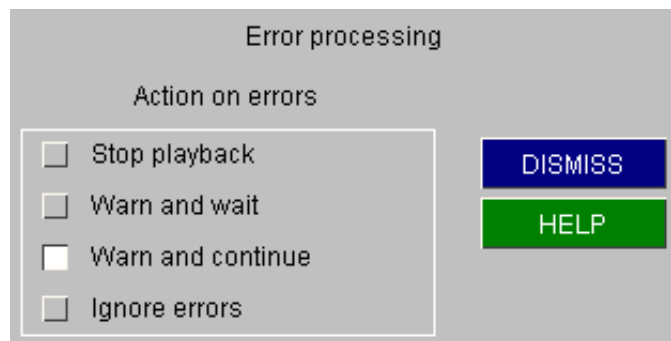 Error processing
Action on errors
Stop playback
Warn and wait
Warn and continue
Ignore errors
DISMISS
HELP